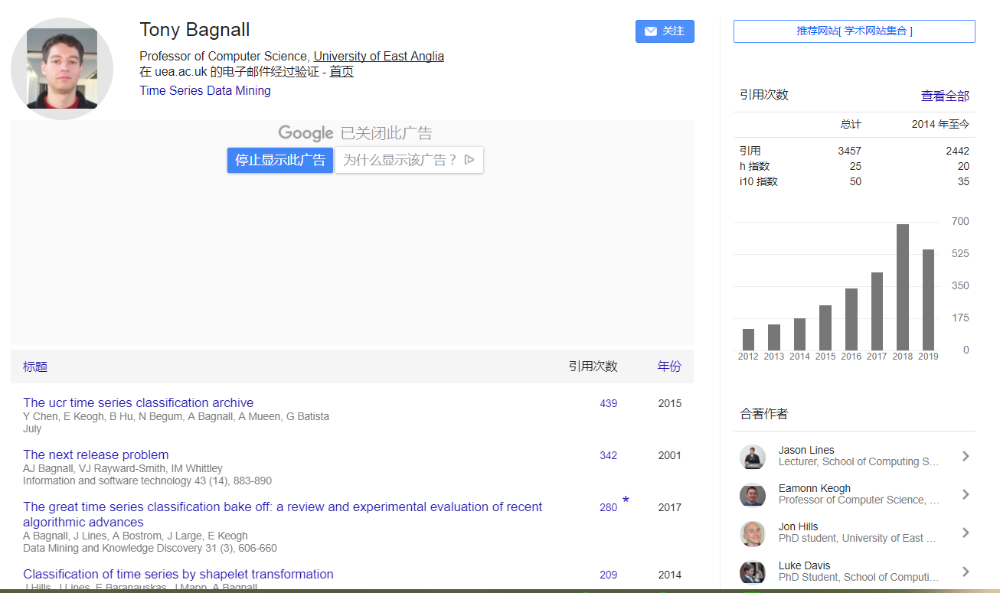 Tony Bagnall
关注
Professor of Computer Science, University of East Anglia
在 uea.ac.uk 的电子邮件经过验证 - 首页
Time Series Data Mining
Google 已关闭此广告
停止显示此广告
为什么显示该广告？
标题 引用次数 年份
The ucr time series classification archive 439 2015
Y Chen, E Keogh, B Hu, N Begum, A Bagnall, A Mueen, G Batista
July
The next release problem 342 2001
AJ Bagnall, VJ Rayward-Smith, IM Whittley
Information and software technology 43 (14), 883-890
The great time series classification bake off: a review and experimental evaluation of recent 280 * 2017
algorithmic advances
A Bagnall, J Lines, A Bostrom, J Large, E Keogh
Data Mining and Knowledge Discovery 31 (3), 606-660
Classification of time series by shapelet transformation 209 2014
J Hills, J Lines, E Baranauskas, J Mapp, A Bagnall
推荐网站[ 学术网站集合 ]
引用次数 查看全部
总计 2014 年至今
引用 3457 2442
h 指数 25 20
i10 指数 50 35
700
525
350
175
0
2012 2013 2014 2015 2016 2017 2018 2019
合著作者
Jason Lines
Lecturer, School of Computing S…
Eamonn Keogh
Professor of Computer Science, …
Jon Hills
PhD student, University of East …
Luke Davis
PhD Student, School of Computi…